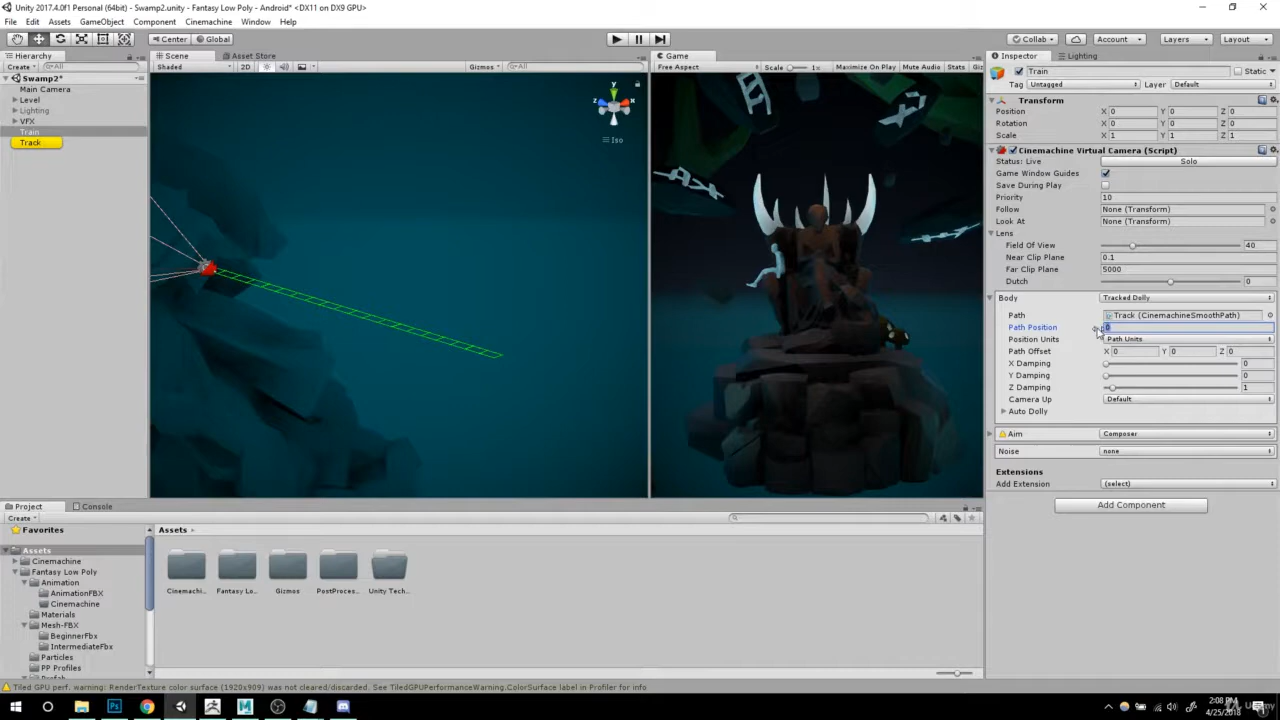 Unity 2017.4.0f1 Personal (64bit) - Swamp2.unity - Fantasy Low Poly - Android* <DX11 on DX9 GPU>
File Edit Assets GameObject Component Cinemachine Window Help
Center Global Collab Account Layers Layout
Hierarchy Scene Asset Store Game Inspector Lighting
Create All Shaded 2D Gizmos All Free Aspect Scale 1x Maximize On Play Mute Audio Stats Giz
Train Static
Swamp2*
Main Camera
Level
Lighting
VFX
Train
Track
Tag Untagged Layer Default
Transform
Position X 0 Y 0 Z 0
Rotation X 0 Y 0 Z 0
Scale X 1 Y 1 Z 1
y
x
z
Iso
Cinemachine Virtual Camera (Script)
Status: Live Solo
Game Window Guides
Save During Play
Priority 10
Follow None (Transform)
Look At None (Transform)
Lens
Field Of View 40
Near Clip Plane 0.1
Far Clip Plane 5000
Dutch 0
Body Tracked Dolly
Path Track (CinemachineSmoothPath)
Path Position 0
Position Units Path Units
Path Offset X 0 Y 0 Z 0
X Damping 0
Y Damping 0
Z Damping 1
Camera Up Default
Auto Dolly
Aim Composer
Noise none
Extensions
Add Extension (select)
Add Component
Project Console
Create
Favorites
Assets
Cinemachine
Fantasy Low Poly
Animation
AnimationFBX
Cinemachine
Materials
Mesh-FBX
BeginnerFbx
IntermediateFbx
Particles
PP Profiles
Prefab
Assets
Cinemachi... Fantasy Lo... Gizmos PostProces... Unity Tech...
Tiled GPU perf. warning: RenderTexture color surface (1920x909) was not cleared/discarded. See TiledGPUPerformanceWarning.ColorSurface label in Profiler for info
2:08 PM
4/25/2018
Udemy